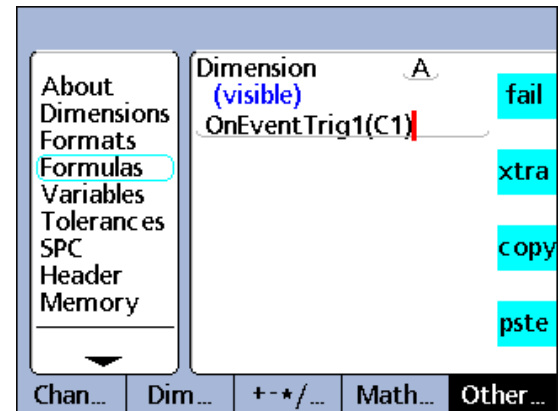 About
Dimensions
Formats
Formulas
Variables
Tolerances
SPC
Header
Memory
Dimension A
(visible)
OnEventTrig1(C1)
fail
xtra
copy
pste
Chan... Dim... +-*/... Math... Other...